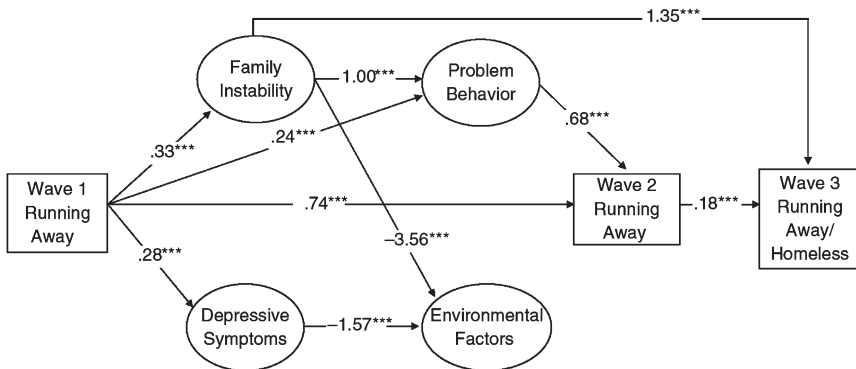 1.35***
Family
Instability
1.00***
Problem
Behavior
.68***
.33***
.24***
Wave 1
Running
Away
.74***
Wave 2
Running
Away
.18***
Wave 3
Running
Away/
Homeless
–3.56***
.28***
Depressive
Symptoms
–1.57***
Environmental
Factors